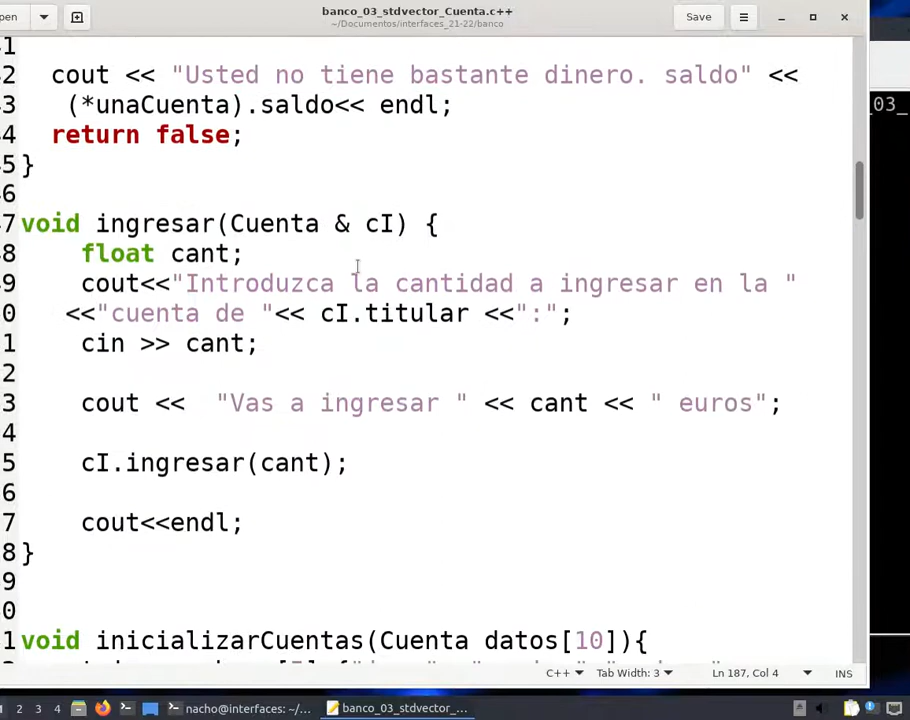 pen
banco_03_stdvector_Cuenta.c++
~/Documentos/interfaces_21-22/banco
Save
1
2 cout << "Usted no tiene bastante dinero. saldo" <<
3 (*unaCuenta).saldo<< endl;
4 return false;
5 }
6
7 void ingresar(Cuenta & cI) {
8 float cant;
9 cout<<"Introduzca la cantidad a ingresar en la "
0 <<"cuenta de "<< cI.titular <<":";
1 cin >> cant;
2
3 cout << "Vas a ingresar " << cant << " euros";
4
5 cI.ingresar(cant);
6
7 cout<<endl;
8 }
9
0
1 void inicializarCuentas(Cuenta datos[10]){
_03_
C++ Tab Width: 3 Ln 187, Col 4 INS
1 2 3 4 nacho@interfaces: ~/... banco_03_stdvector_...